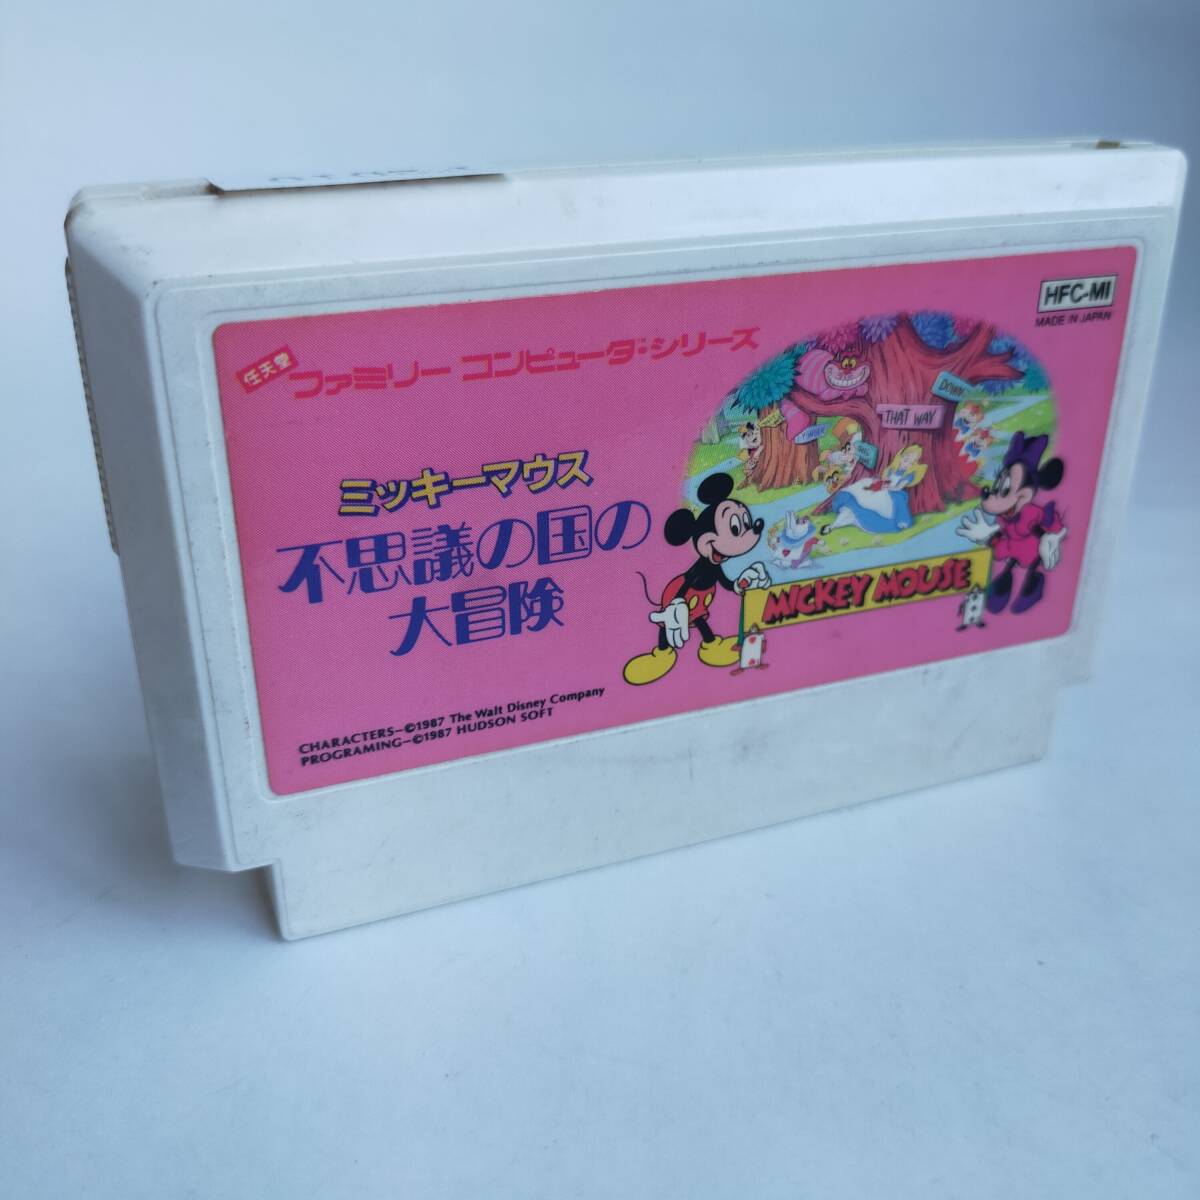 HFC-MI
MADE IN JAPAN
任天堂
ファミリー コンピュータ・シリーズ
DOWN
THAT WAY
YONDER
ミッキーマウス
不思議の国の
大冒険
MICKEY MOUSE
CHARACTERS-©1987 The Walt Disney Company
PROGRAMING-©1987 HUDSON SOFT